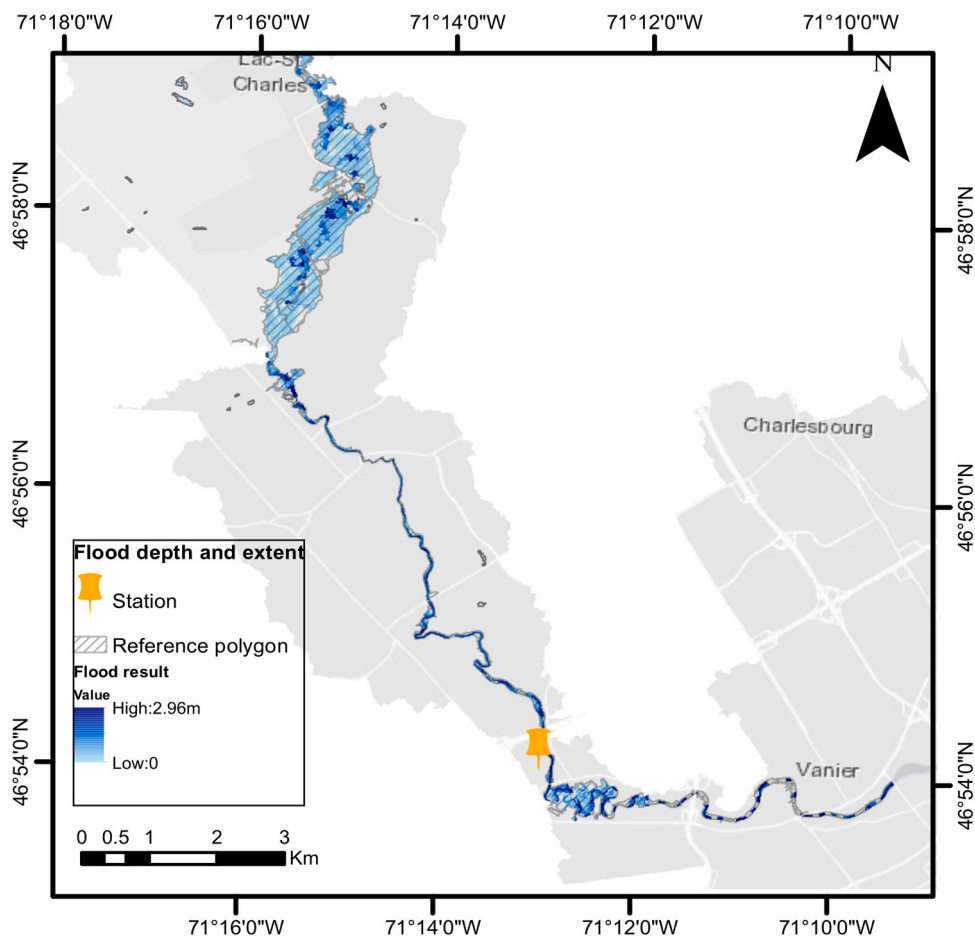 71°18'0"W 71°16'0"W 71°14'0"W 71°12'0"W 71°10'0"W
Lac-St
Charles
N
46°58'0"N
46°58'0"N
Charlesbourg
46°56'0"N
46°56'0"N
Flood depth and extent
Station
Reference polygon
Flood result
Value
High:2.96m
Low:0
46°54'0"N
Vanier
46°54'0"N
0 0.5 1 2 3
Km
71°16'0"W 71°14'0"W 71°12'0"W 71°10'0"W